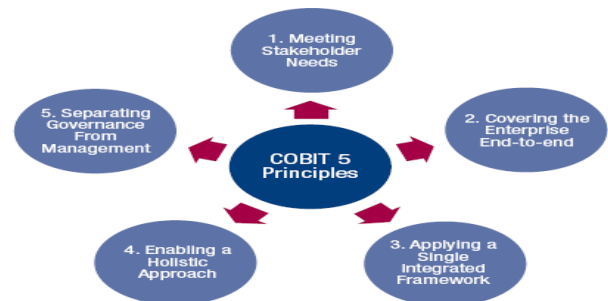 1. Meeting
Stakeholder
Needs
2. Covering the
Enterprise
End-to-end
3. Applying a
Single
Integrated
Framework
4. Enabling a
Holistic
Approach
5. Separating
Governance
From
Management
COBIT 5
Principles